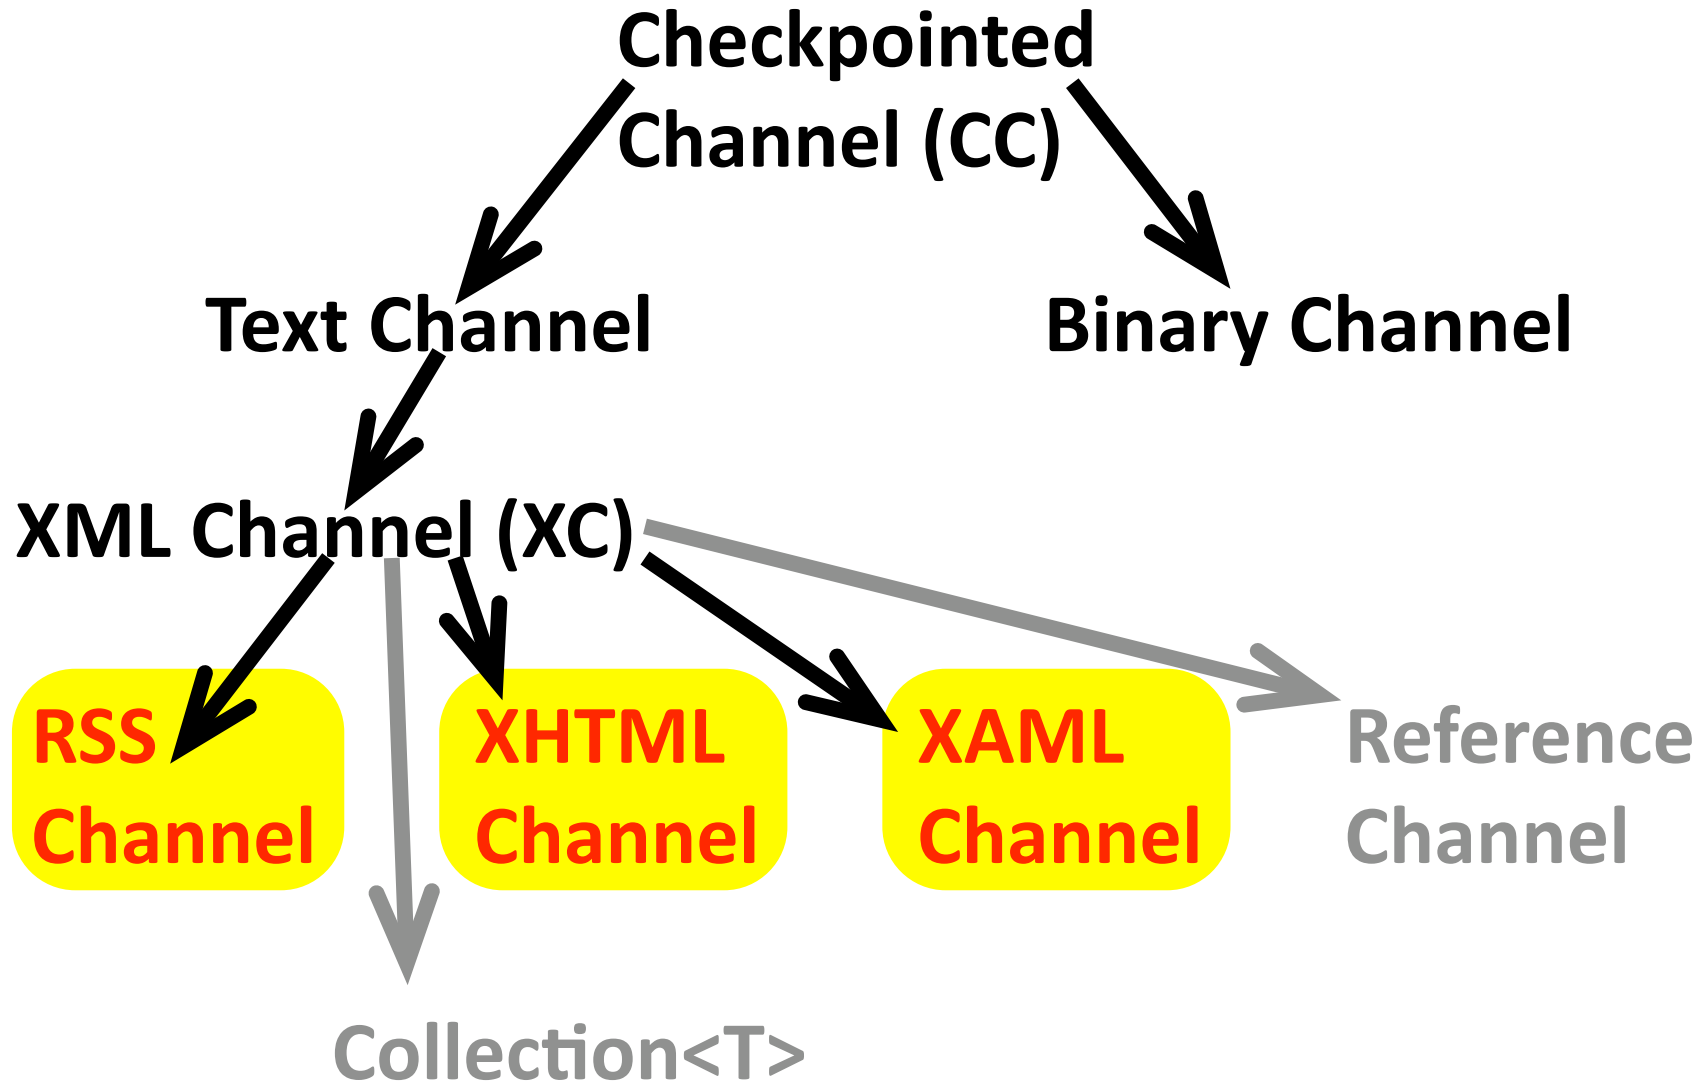 Checkpointed
Channel (CC)
Text Channel
Binary Channel
XML Channel (XC)
RSS
Channel
XHTML
Channel
XAML
Channel
Reference
Channel
Collection<T>